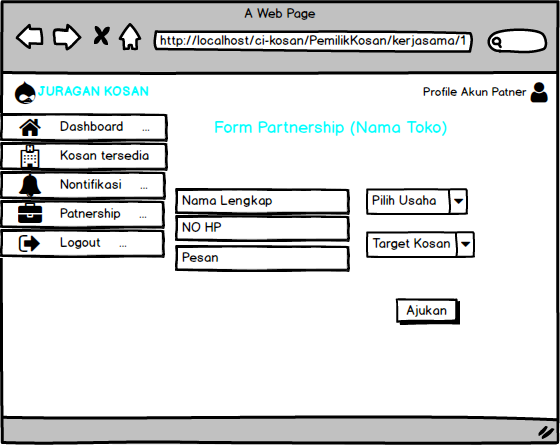 A Web Page
http://localhost/ci-kosan/PemilikKosan/kerjasama/1
JURAGAN KOSAN
Profile Akun Patner
Dashboard ...
Kosan tersedia
Nontifikasi ...
Patnership ...
Logout ...
Form Partnership (Nama Toko)
Nama Lengkap
Pilih Usaha
NO HP
Target Kosan
Pesan
Ajukan